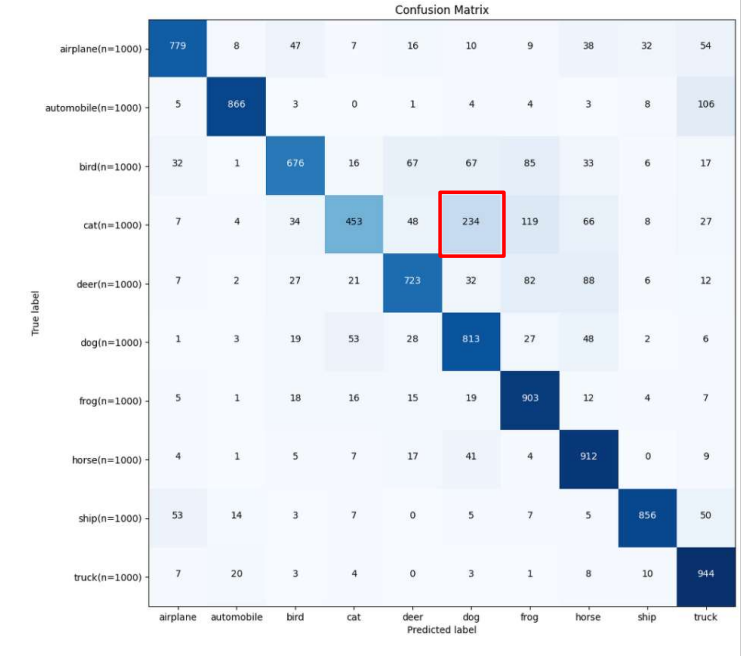 Confusion Matrix
airplane(n=1000) 779 8 47 7 16 10 9 38 32 54
automobile(n=1000) 5 866 3 0 1 4 4 3 8 106
bird(n=1000) 32 1 676 16 67 67 85 33 6 17
cat(n=1000) 7 4 34 453 48 234 119 66 8 27
deer(n=1000) 7 2 27 21 723 32 82 88 6 12
True label
dog(n=1000) 1 3 19 53 28 813 27 48 2 6
frog(n=1000) 5 1 18 16 15 19 903 12 4 7
horse(n=1000) 4 1 5 7 17 41 4 912 0 9
ship(n=1000) 53 14 3 7 0 5 7 5 856 50
truck(n=1000) 7 20 3 4 0 3 1 8 10 944
airplane automobile bird cat deer dog frog horse ship truck
Predicted label